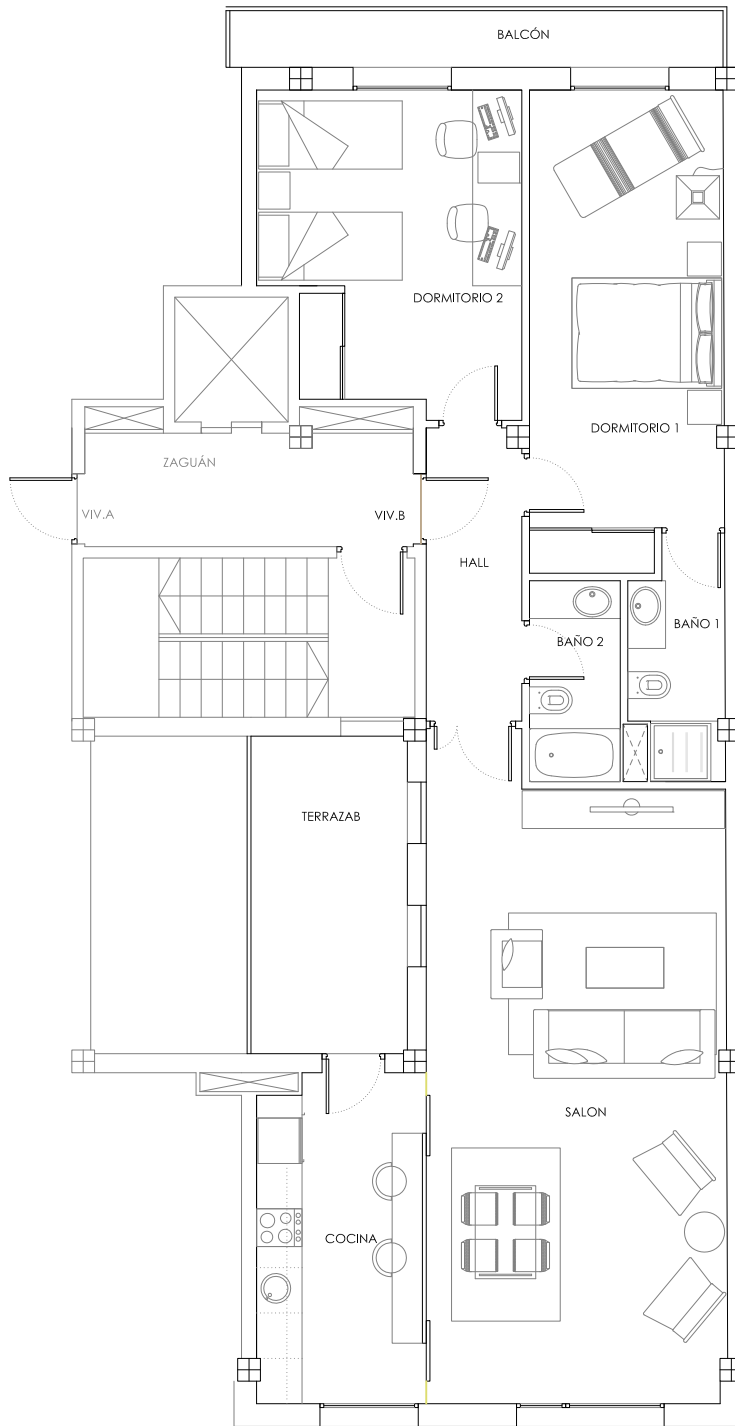 BALCÓN
DORMITORIO 2
DORMITORIO 1
ZAGUÁN
VIV.A
VIV.B
HALL
BAÑO 2
BAÑO 1
TERRAZAB
SALON
COCINA